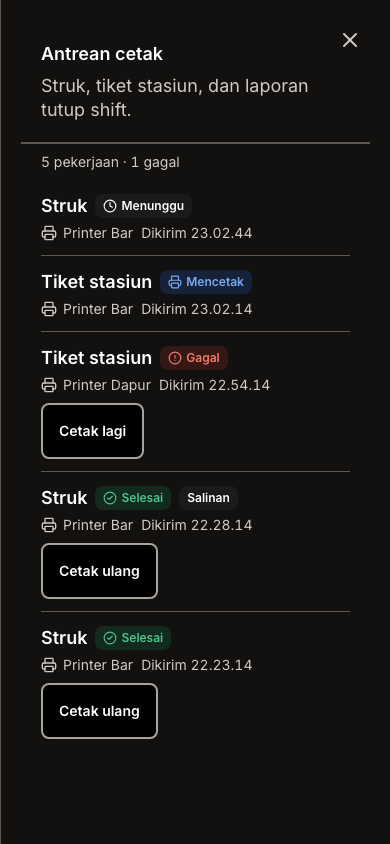 Antrean cetak
Struk, tiket stasiun, dan laporan
tutup shift.
5 pekerjaan · 1 gagal
Struk Menunggu
Printer Bar Dikirim 23.02.44
Tiket stasiun Mencetak
Printer Bar Dikirim 23.02.14
Tiket stasiun Gagal
Printer Dapur Dikirim 22.54.14
Cetak lagi
Struk Selesai Salinan
Printer Bar Dikirim 22.28.14
Cetak ulang
Struk Selesai
Printer Bar Dikirim 22.23.14
Cetak ulang